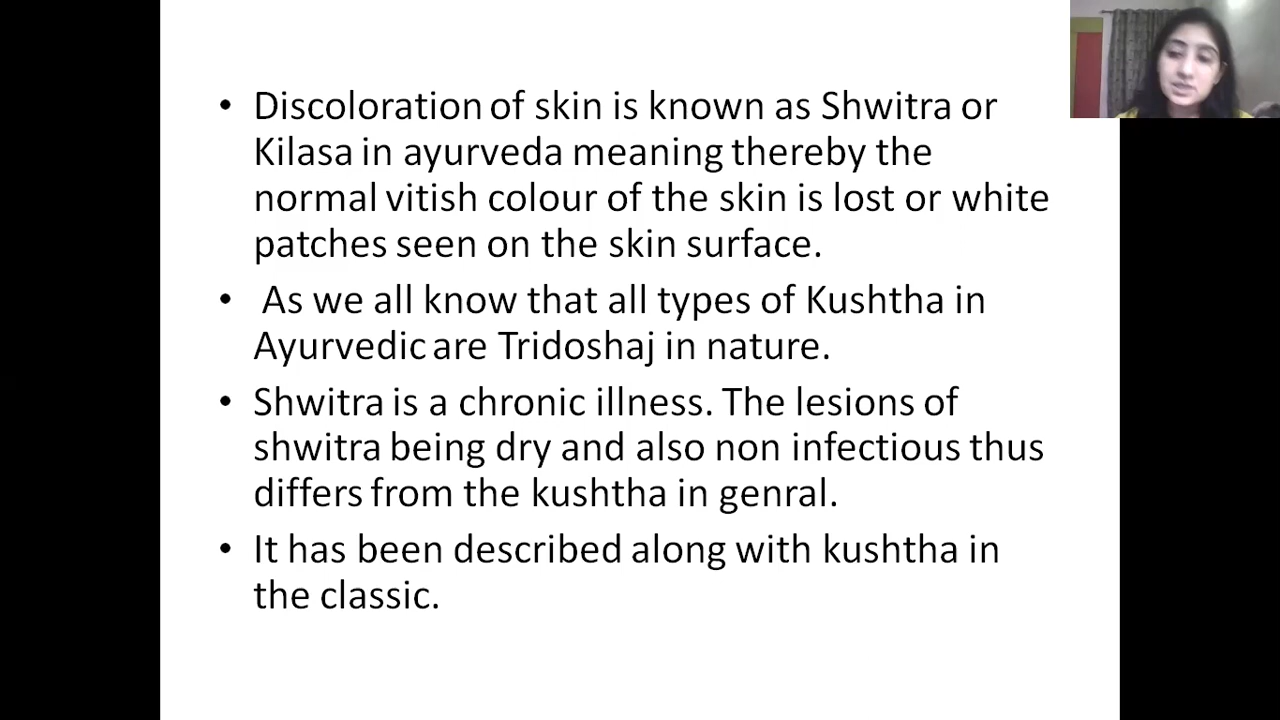 • Discoloration of skin is known as Shwitra or
Kilasa in ayurveda meaning thereby the
normal vitish colour of the skin is lost or white
patches seen on the skin surface.
• As we all know that all types of Kushtha in
Ayurvedic are Tridoshaj in nature.
• Shwitra is a chronic illness. The lesions of
shwitra being dry and also non infectious thus
differs from the kushtha in genral.
• It has been described along with kushtha in
the classic.